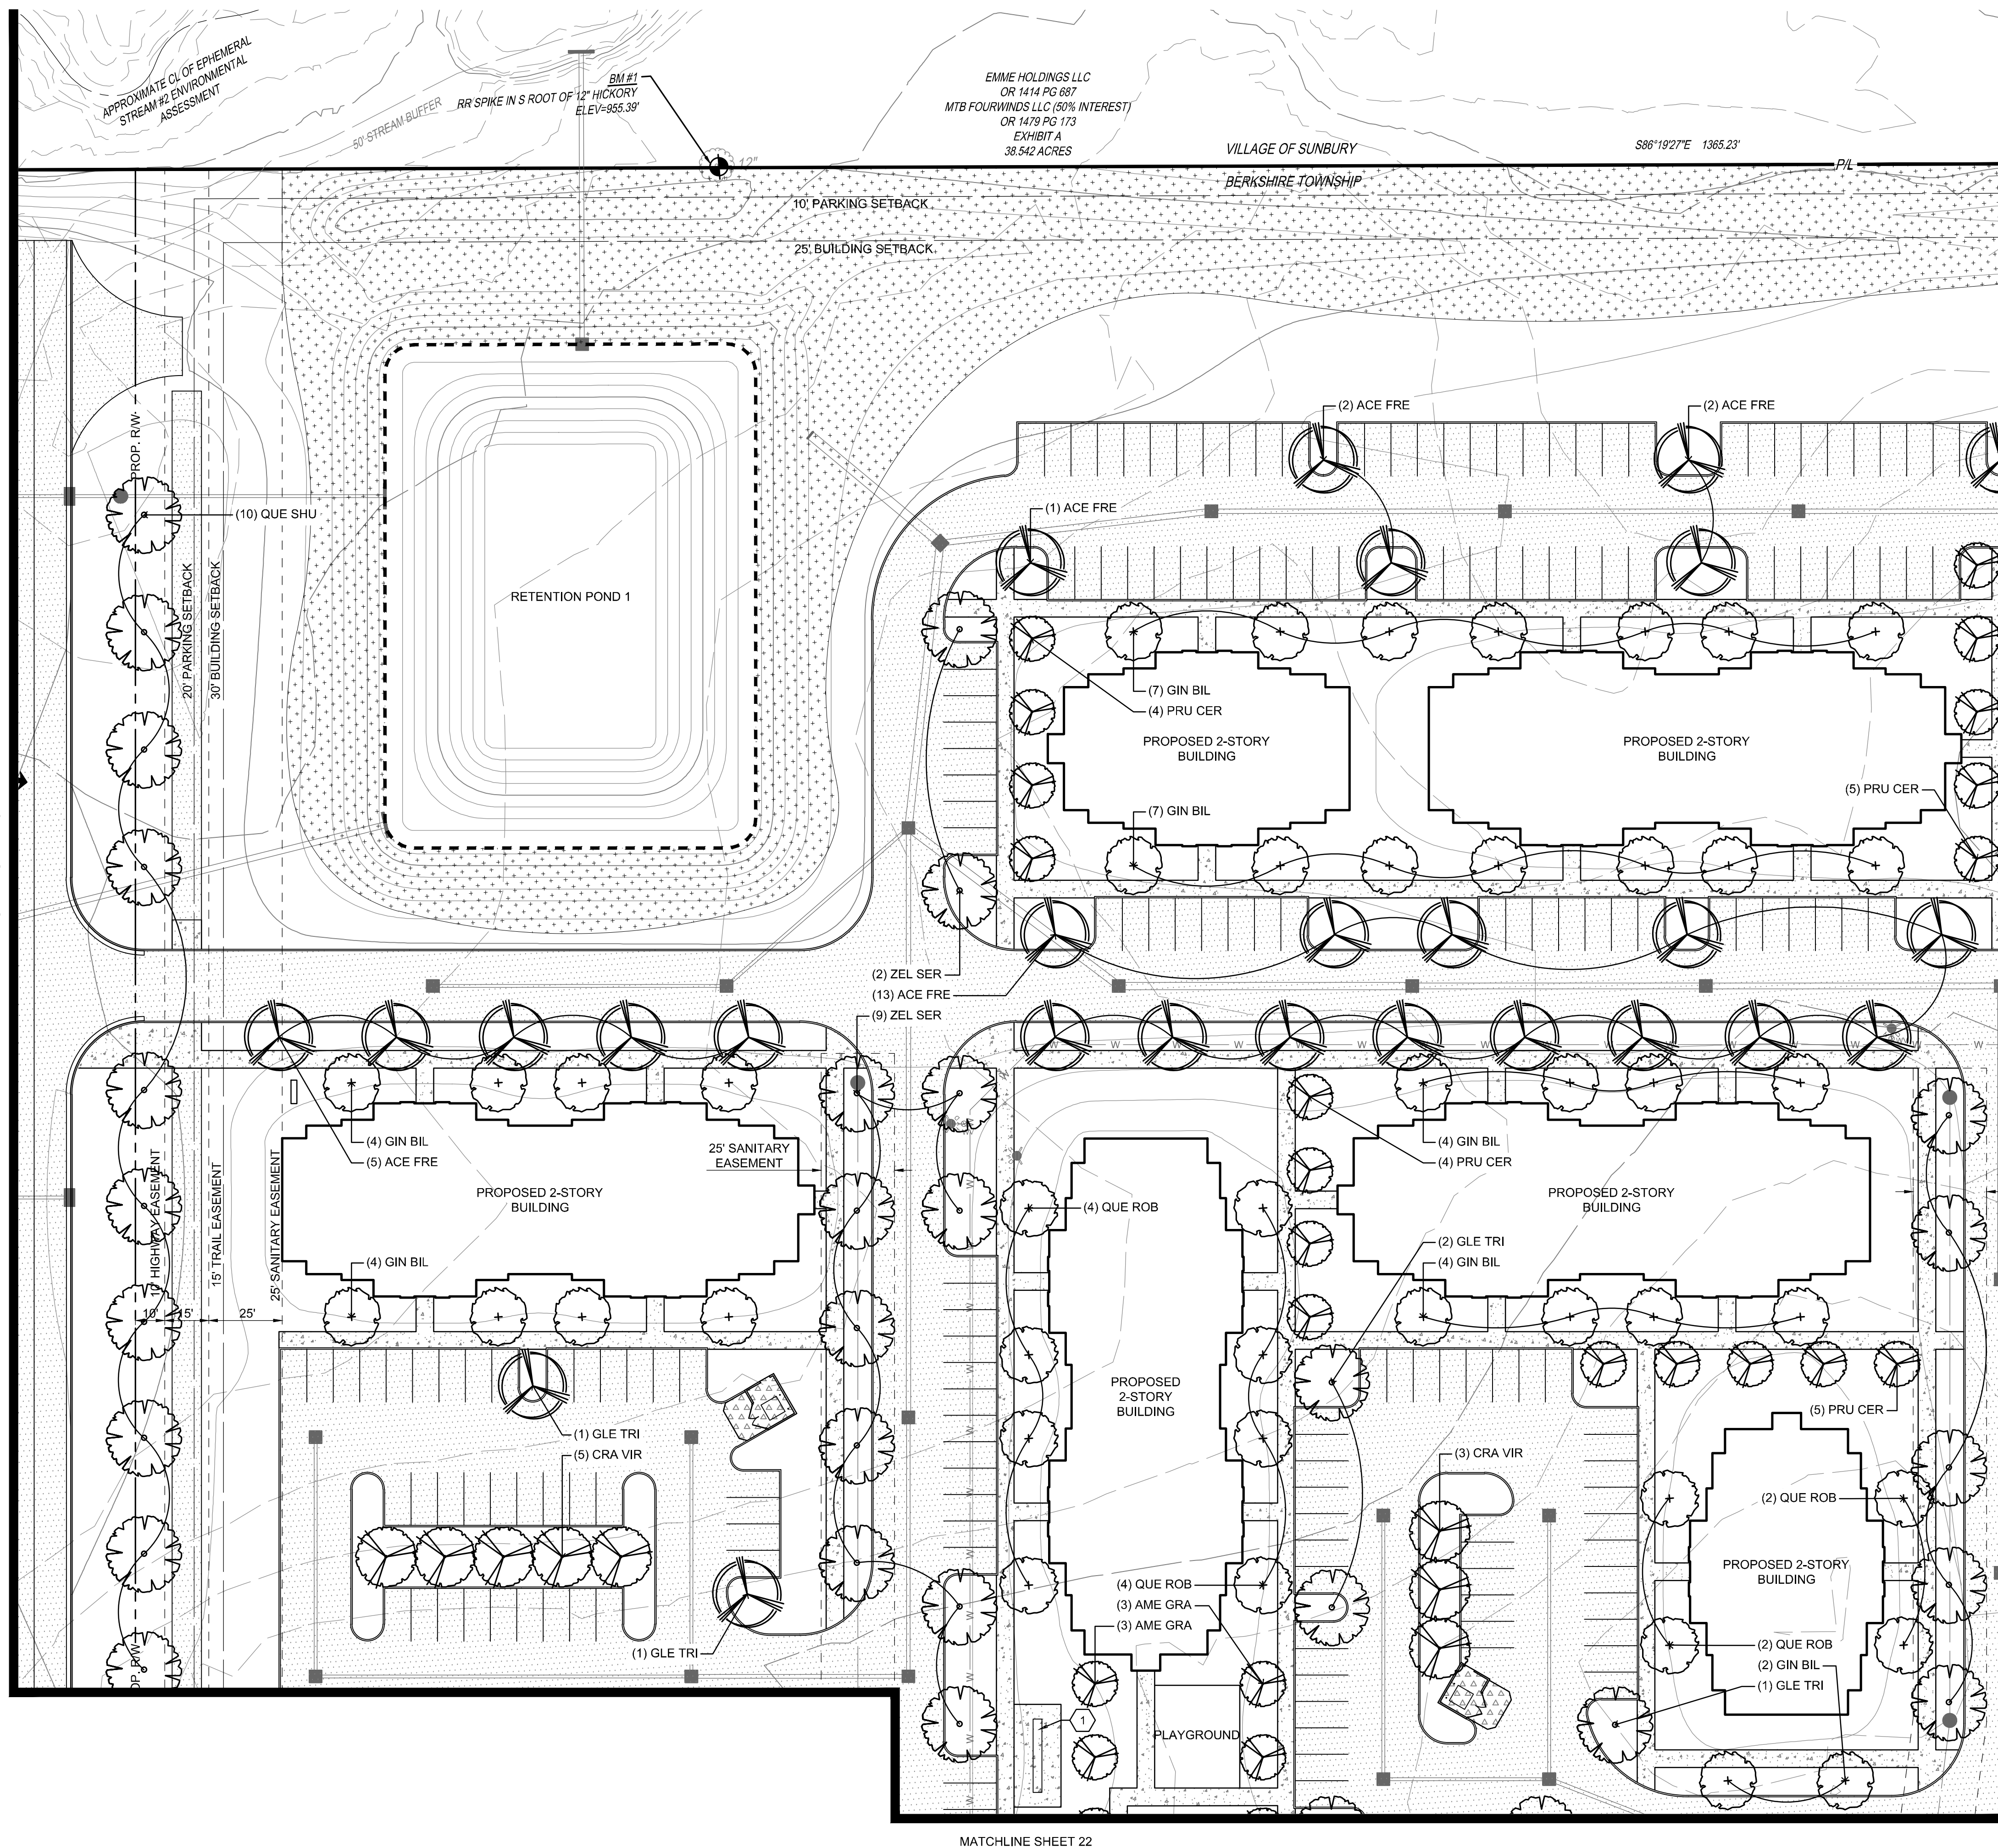 APPROXIMATE CL OF EPHEMERAL
STREAM #2 ENVIRONMENTAL
ASSESSMENT
50' STREAM BUFFER
BM #1
RR SPIKE IN S ROOT OF 12" HICKORY
ELEV=955.39'
12"
EMME HOLDINGS LLC
OR 1414 PG 687
MTB FOURWINDS LLC (50% INTEREST)
OR 1479 PG 173
EXHIBIT A
38.542 ACRES
VILLAGE OF SUNBURY
BERKSHIRE TOWNSHIP
S86°19'27"E 1365.23'
P/L
10' PARKING SETBACK
25' BUILDING SETBACK
PROP. R/W
(10) QUE SHU
20' PARKING SETBACK
30' BUILDING SETBACK
RETENTION POND 1
(2) ACE FRE
(2) ACE FRE
(1) ACE FRE
(7) GIN BIL
(4) PRU CER
PROPOSED 2-STORY
BUILDING
PROPOSED 2-STORY
BUILDING
(5) PRU CER
(7) GIN BIL
(2) ZEL SER
(13) ACE FRE
(9) ZEL SER
W W W W W W W W
(4) GIN BIL
(5) ACE FRE
25' SANITARY
EASEMENT
PROPOSED 2-STORY
BUILDING
10' HIGHWAY EASEMENT
15' TRAIL EASEMENT
25' SANITARY EASEMENT
(4) GIN BIL
10' 15' 25'
(4) QUE ROB
(4) GIN BIL
(4) PRU CER
PROPOSED 2-STORY
BUILDING
(2) GLE TRI
(4) GIN BIL
PROPOSED
2-STORY
BUILDING
(5) PRU CER
(1) GLE TRI
(5) CRA VIR
(3) CRA VIR
(2) QUE ROB
PROPOSED 2-STORY
BUILDING
(4) QUE ROB
(3) AME GRA
(3) AME GRA
(1) GLE TRI
(2) QUE ROB
(2) GIN BIL
(1) GLE TRI
OP. R/W
1
PLAYGROUND
MATCHLINE SHEET 22